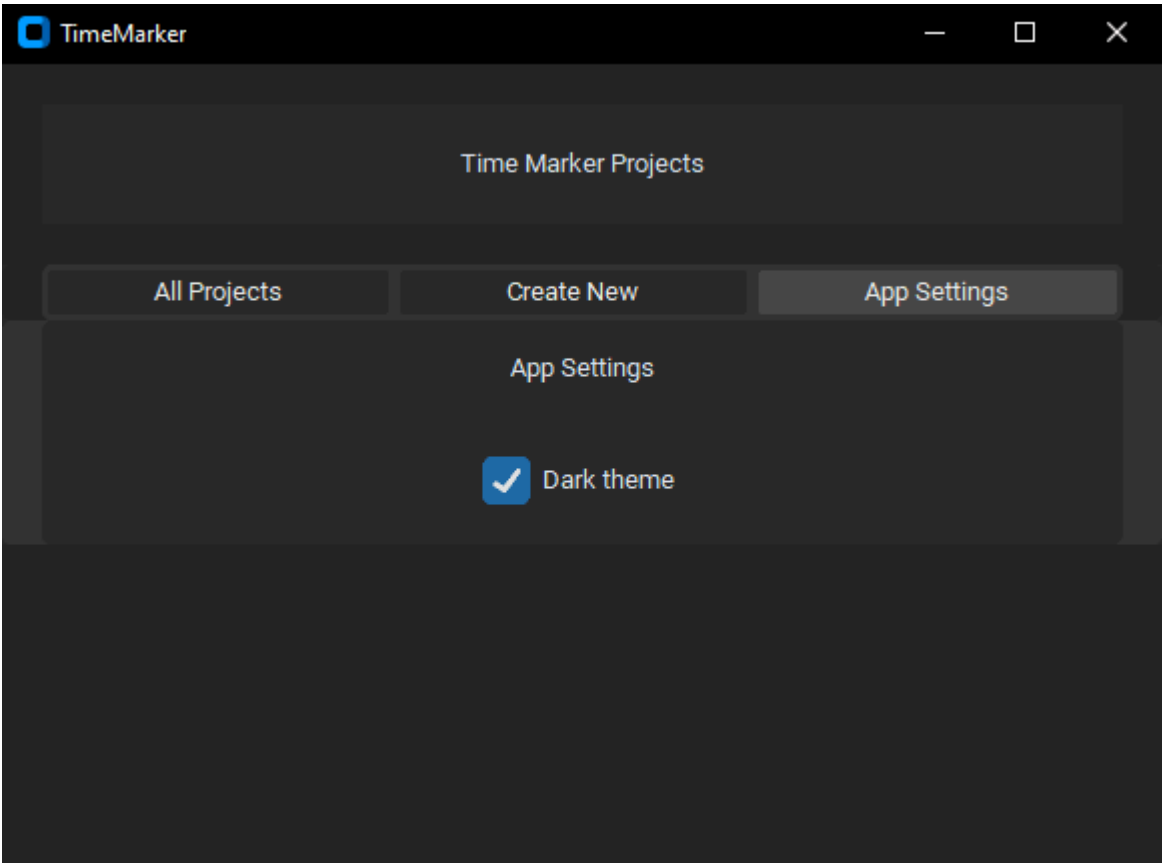 TimeMarker
Time Marker Projects
All Projects Create New App Settings
App Settings
Dark theme